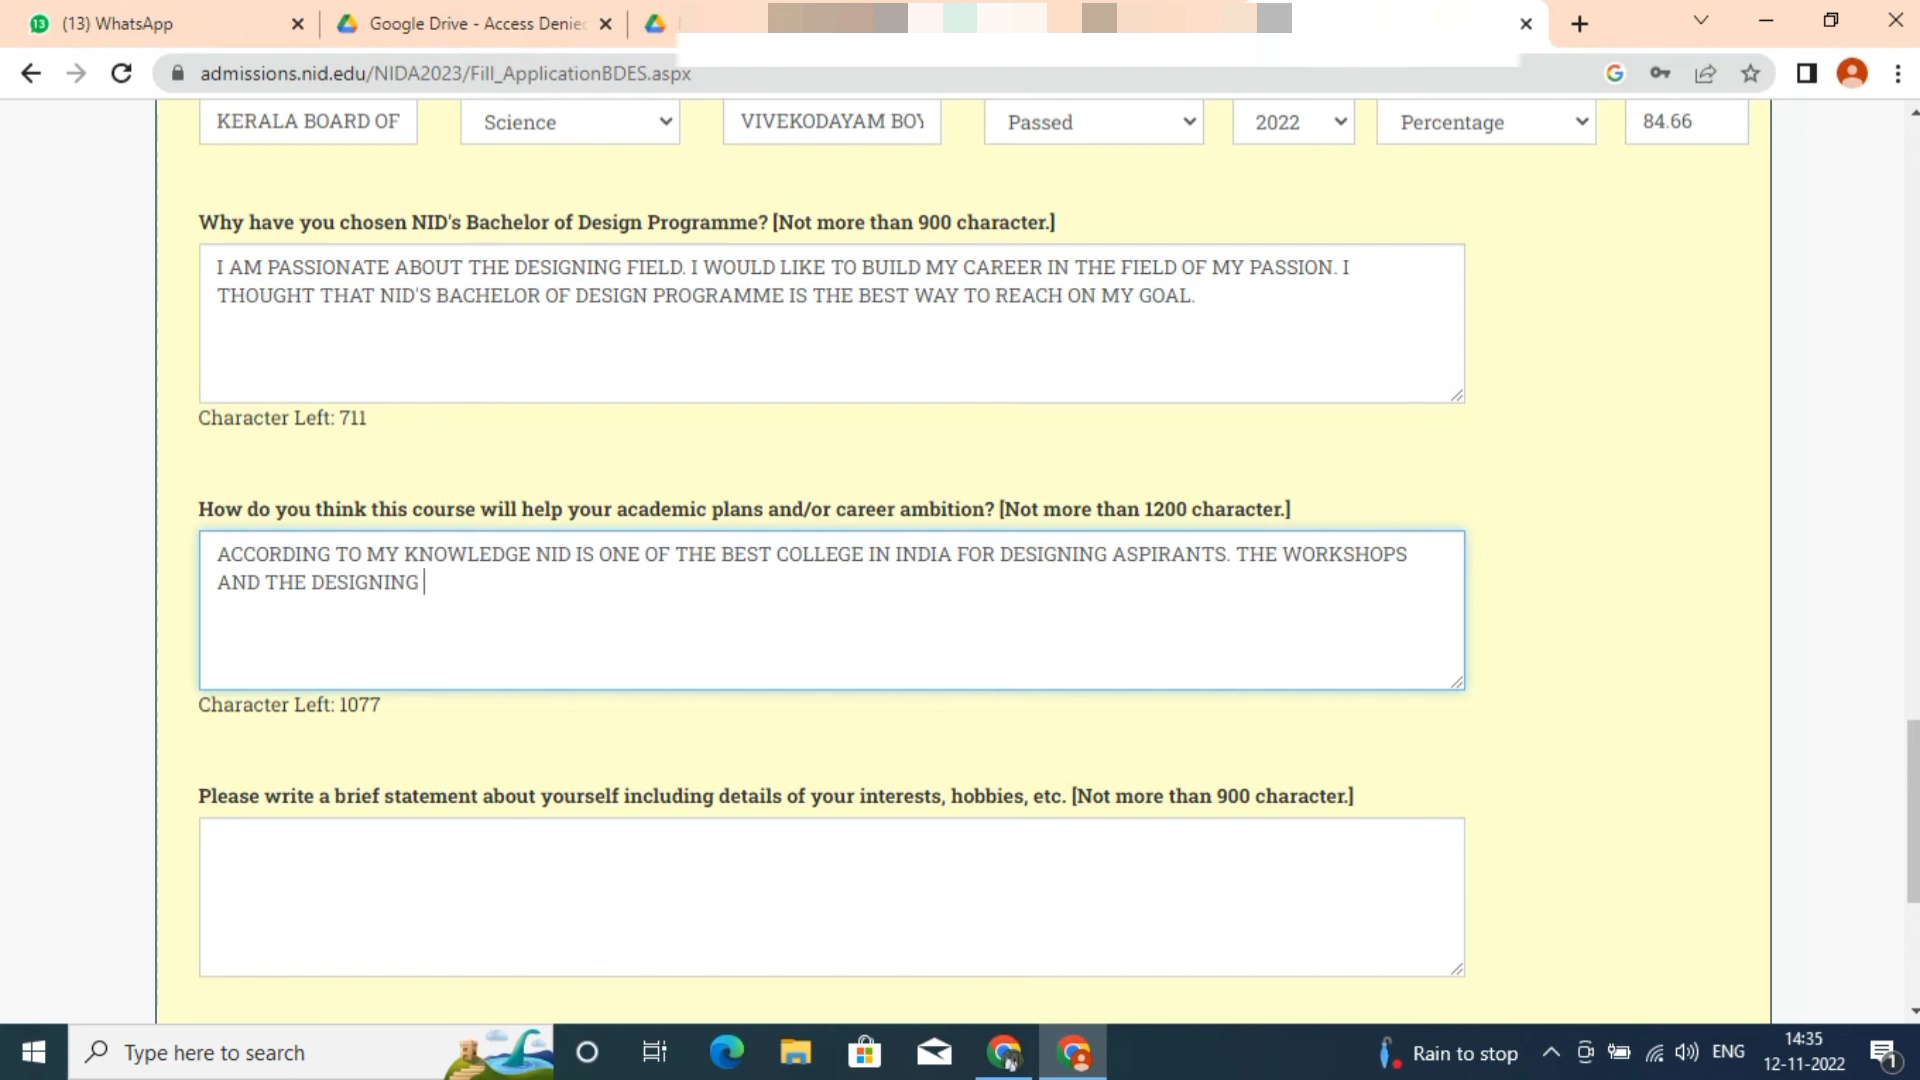 13 (13) WhatsApp
Google Drive - Access Denie
admissions.nid.edu/NIDA2023/Fill_ApplicationBDES.aspx
KERALA BOARD OF Science VIVEKODAYAM BOY Passed 2022 Percentage 84.66
Why have you chosen NID's Bachelor of Design Programme? [Not more than 900 character.]
I AM PASSIONATE ABOUT THE DESIGNING FIELD. I WOULD LIKE TO BUILD MY CAREER IN THE FIELD OF MY PASSION. I
THOUGHT THAT NID'S BACHELOR OF DESIGN PROGRAMME IS THE BEST WAY TO REACH ON MY GOAL.
Character Left: 711
How do you think this course will help your academic plans and/or career ambition? [Not more than 1200 character.]
ACCORDING TO MY KNOWLEDGE NID IS ONE OF THE BEST COLLEGE IN INDIA FOR DESIGNING ASPIRANTS. THE WORKSHOPS
AND THE DESIGNING
Character Left: 1077
Please write a brief statement about yourself including details of your interests, hobbies, etc. [Not more than 900 character.]
Type here to search
Rain to stop
ENG
14:35
12-11-2022
1